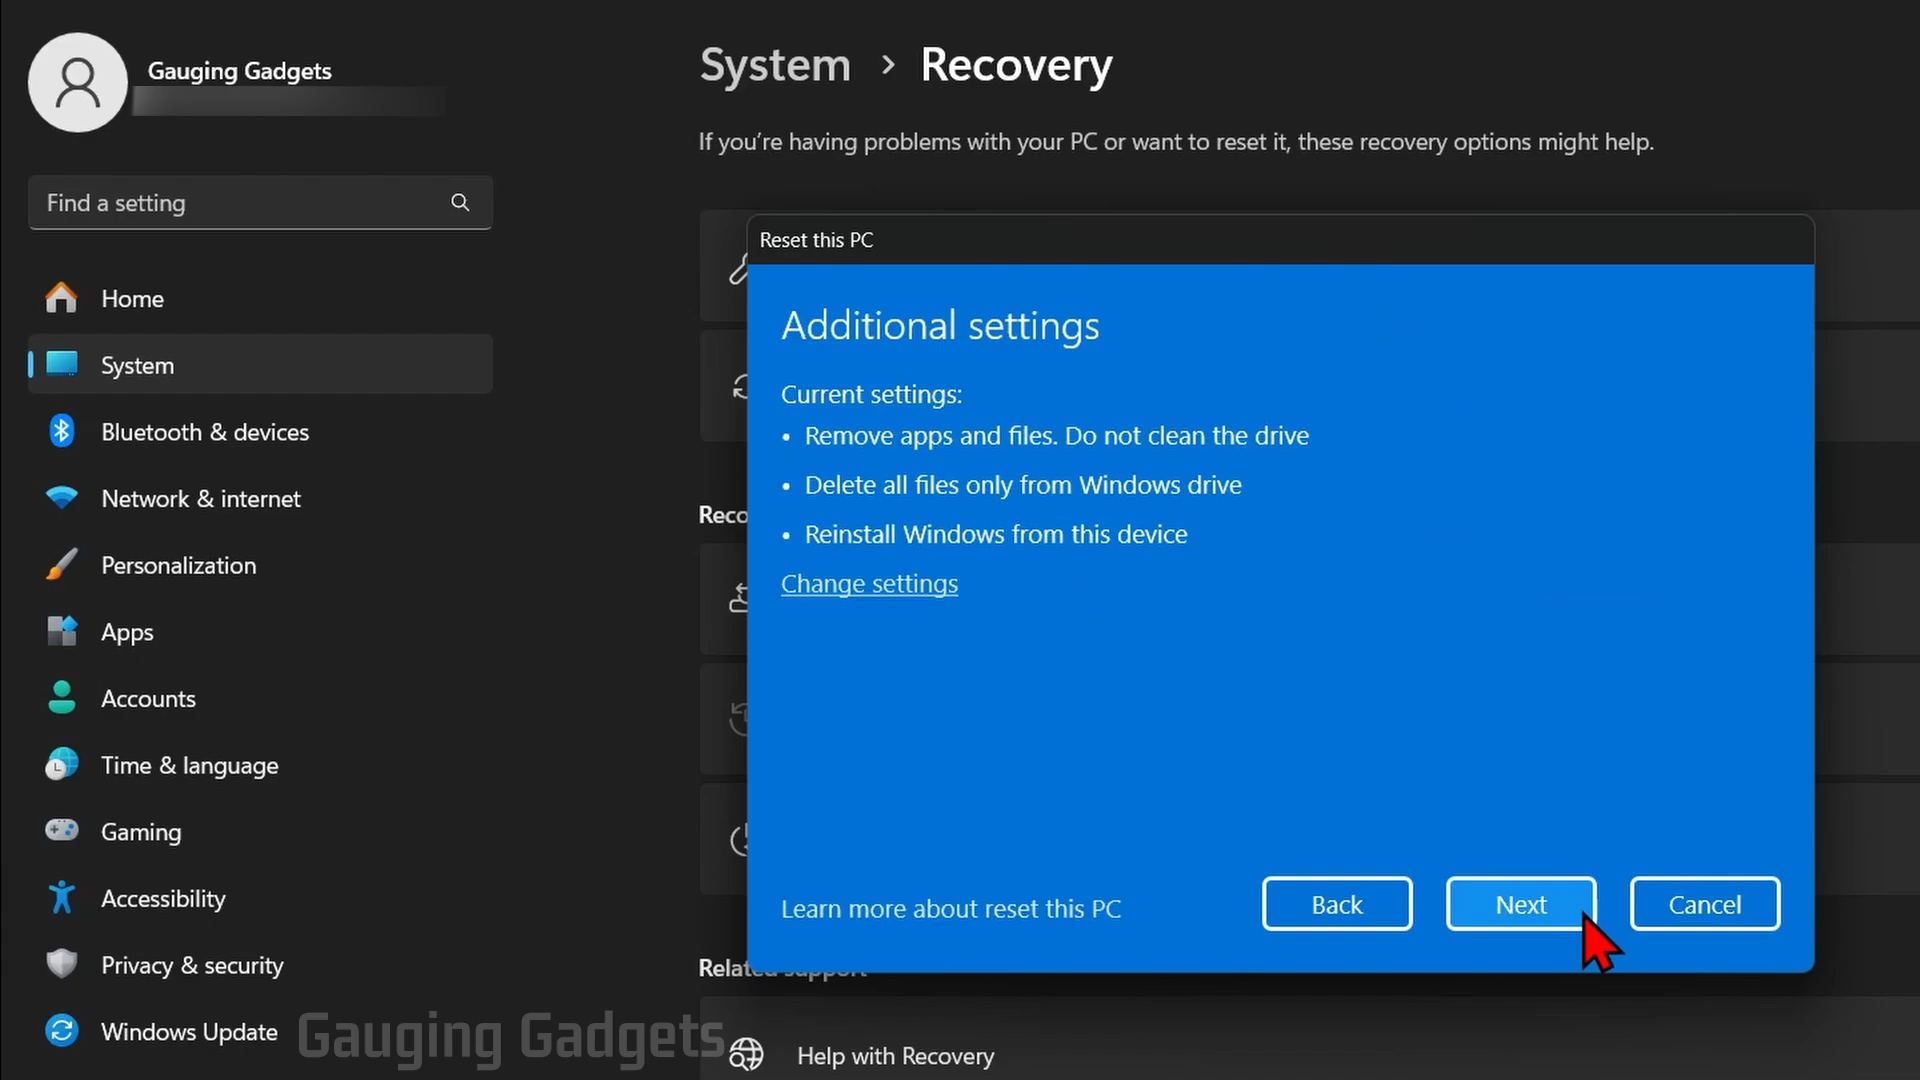 Gauging Gadgets
System > Recovery
If you're having problems with your PC or want to reset it, these recovery options might help.
Find a setting
Home
System
Bluetooth & devices
Network & internet
Personalization
Apps
Accounts
Time & language
Gaming
Accessibility
Privacy & security
Windows Update
Reset this PC
Additional settings
Current settings:
• Remove apps and files. Do not clean the drive
• Delete all files only from Windows drive
• Reinstall Windows from this device
Change settings
Learn more about reset this PC
Back
Next
Cancel
Reco
Related support
Help with Recovery
Gauging Gadgets